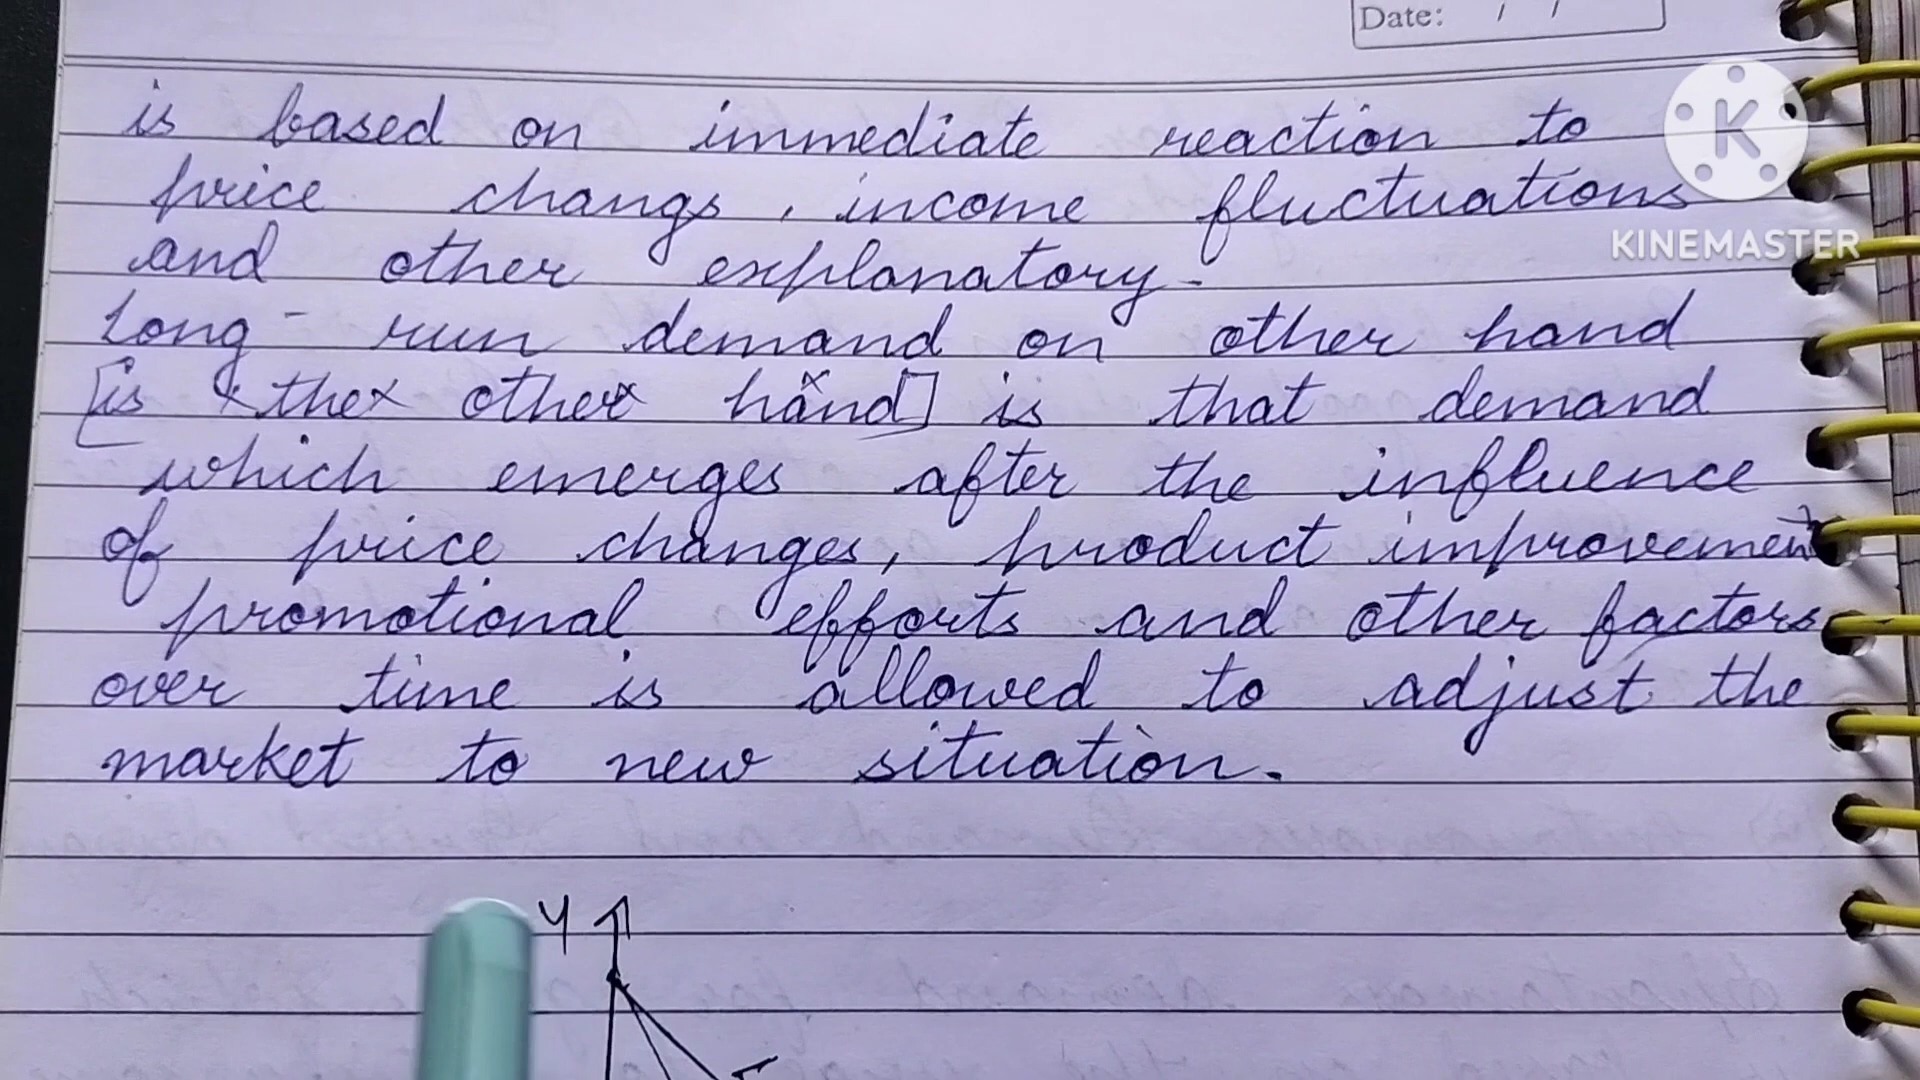 Date: / /
is based on immediate reaction to
price changs, income fluctuations
and other explanatory-
Long-run demand on other hand
[is the other hand] is that demand
which emerges after the influence
of price changes, product improvement
promotional efforts and other factors
over time is allowed to adjust the
market to new situation.
Y
K
KINEMASTER